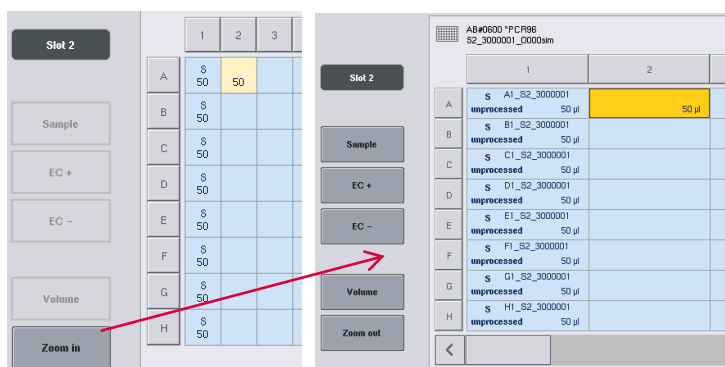 Slot 2
Sample
EC +
EC –
Volume
Zoom in
1 2 3
A S 50 50
B S 50
C S 50
D S 50
E S 50
F S 50
G S 50
H S 50
Slot 2
Sample
EC +
EC –
Volume
Zoom out
AB#0600 *PCR96
S2_3000001_0000sim
1 2
A S A1_S2_3000001
unprocessed 50 µl 50 µl
B S B1_S2_3000001
unprocessed 50 µl
C S C1_S2_3000001
unprocessed 50 µl
D S D1_S2_3000001
unprocessed 50 µl
E S E1_S2_3000001
unprocessed 50 µl
F S F1_S2_3000001
unprocessed 50 µl
G S G1_S2_3000001
unprocessed 50 µl
H S H1_S2_3000001
unprocessed 50 µl